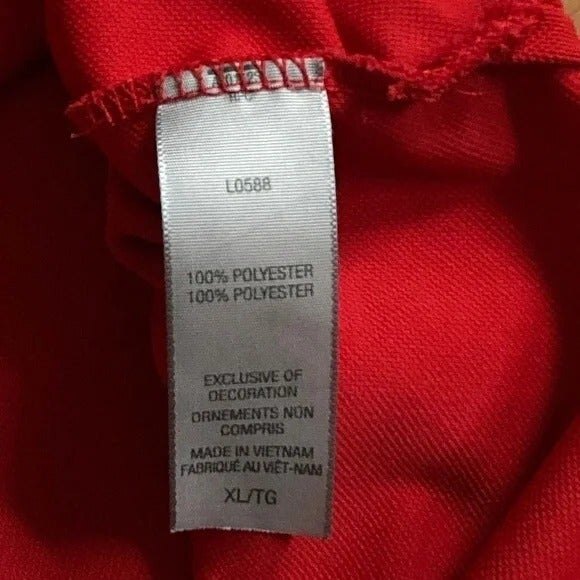 L0588
100% POLYESTER
100% POLYESTER
EXCLUSIVE OF
DECORATION
ORNEMENTS NON
COMPRIS
MADE IN VIETNAM
FABRIQUÉ AU VIÊT-NAM
XL/TG